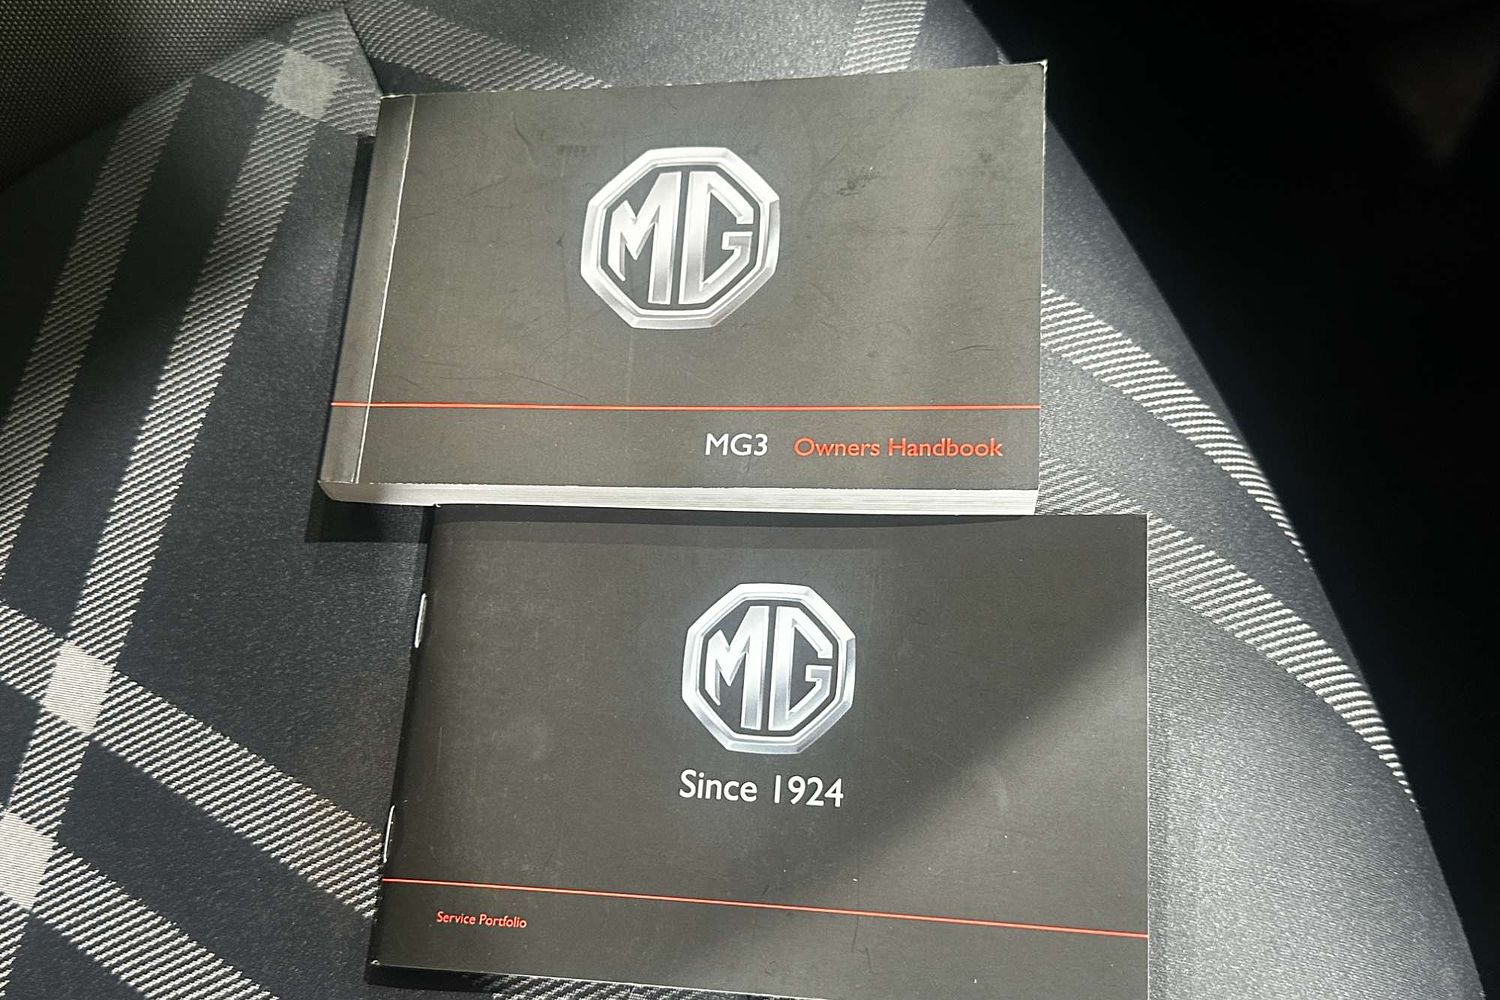 MG
MG3 Owners Handbook
MG
Since 1924
Service Portfolio